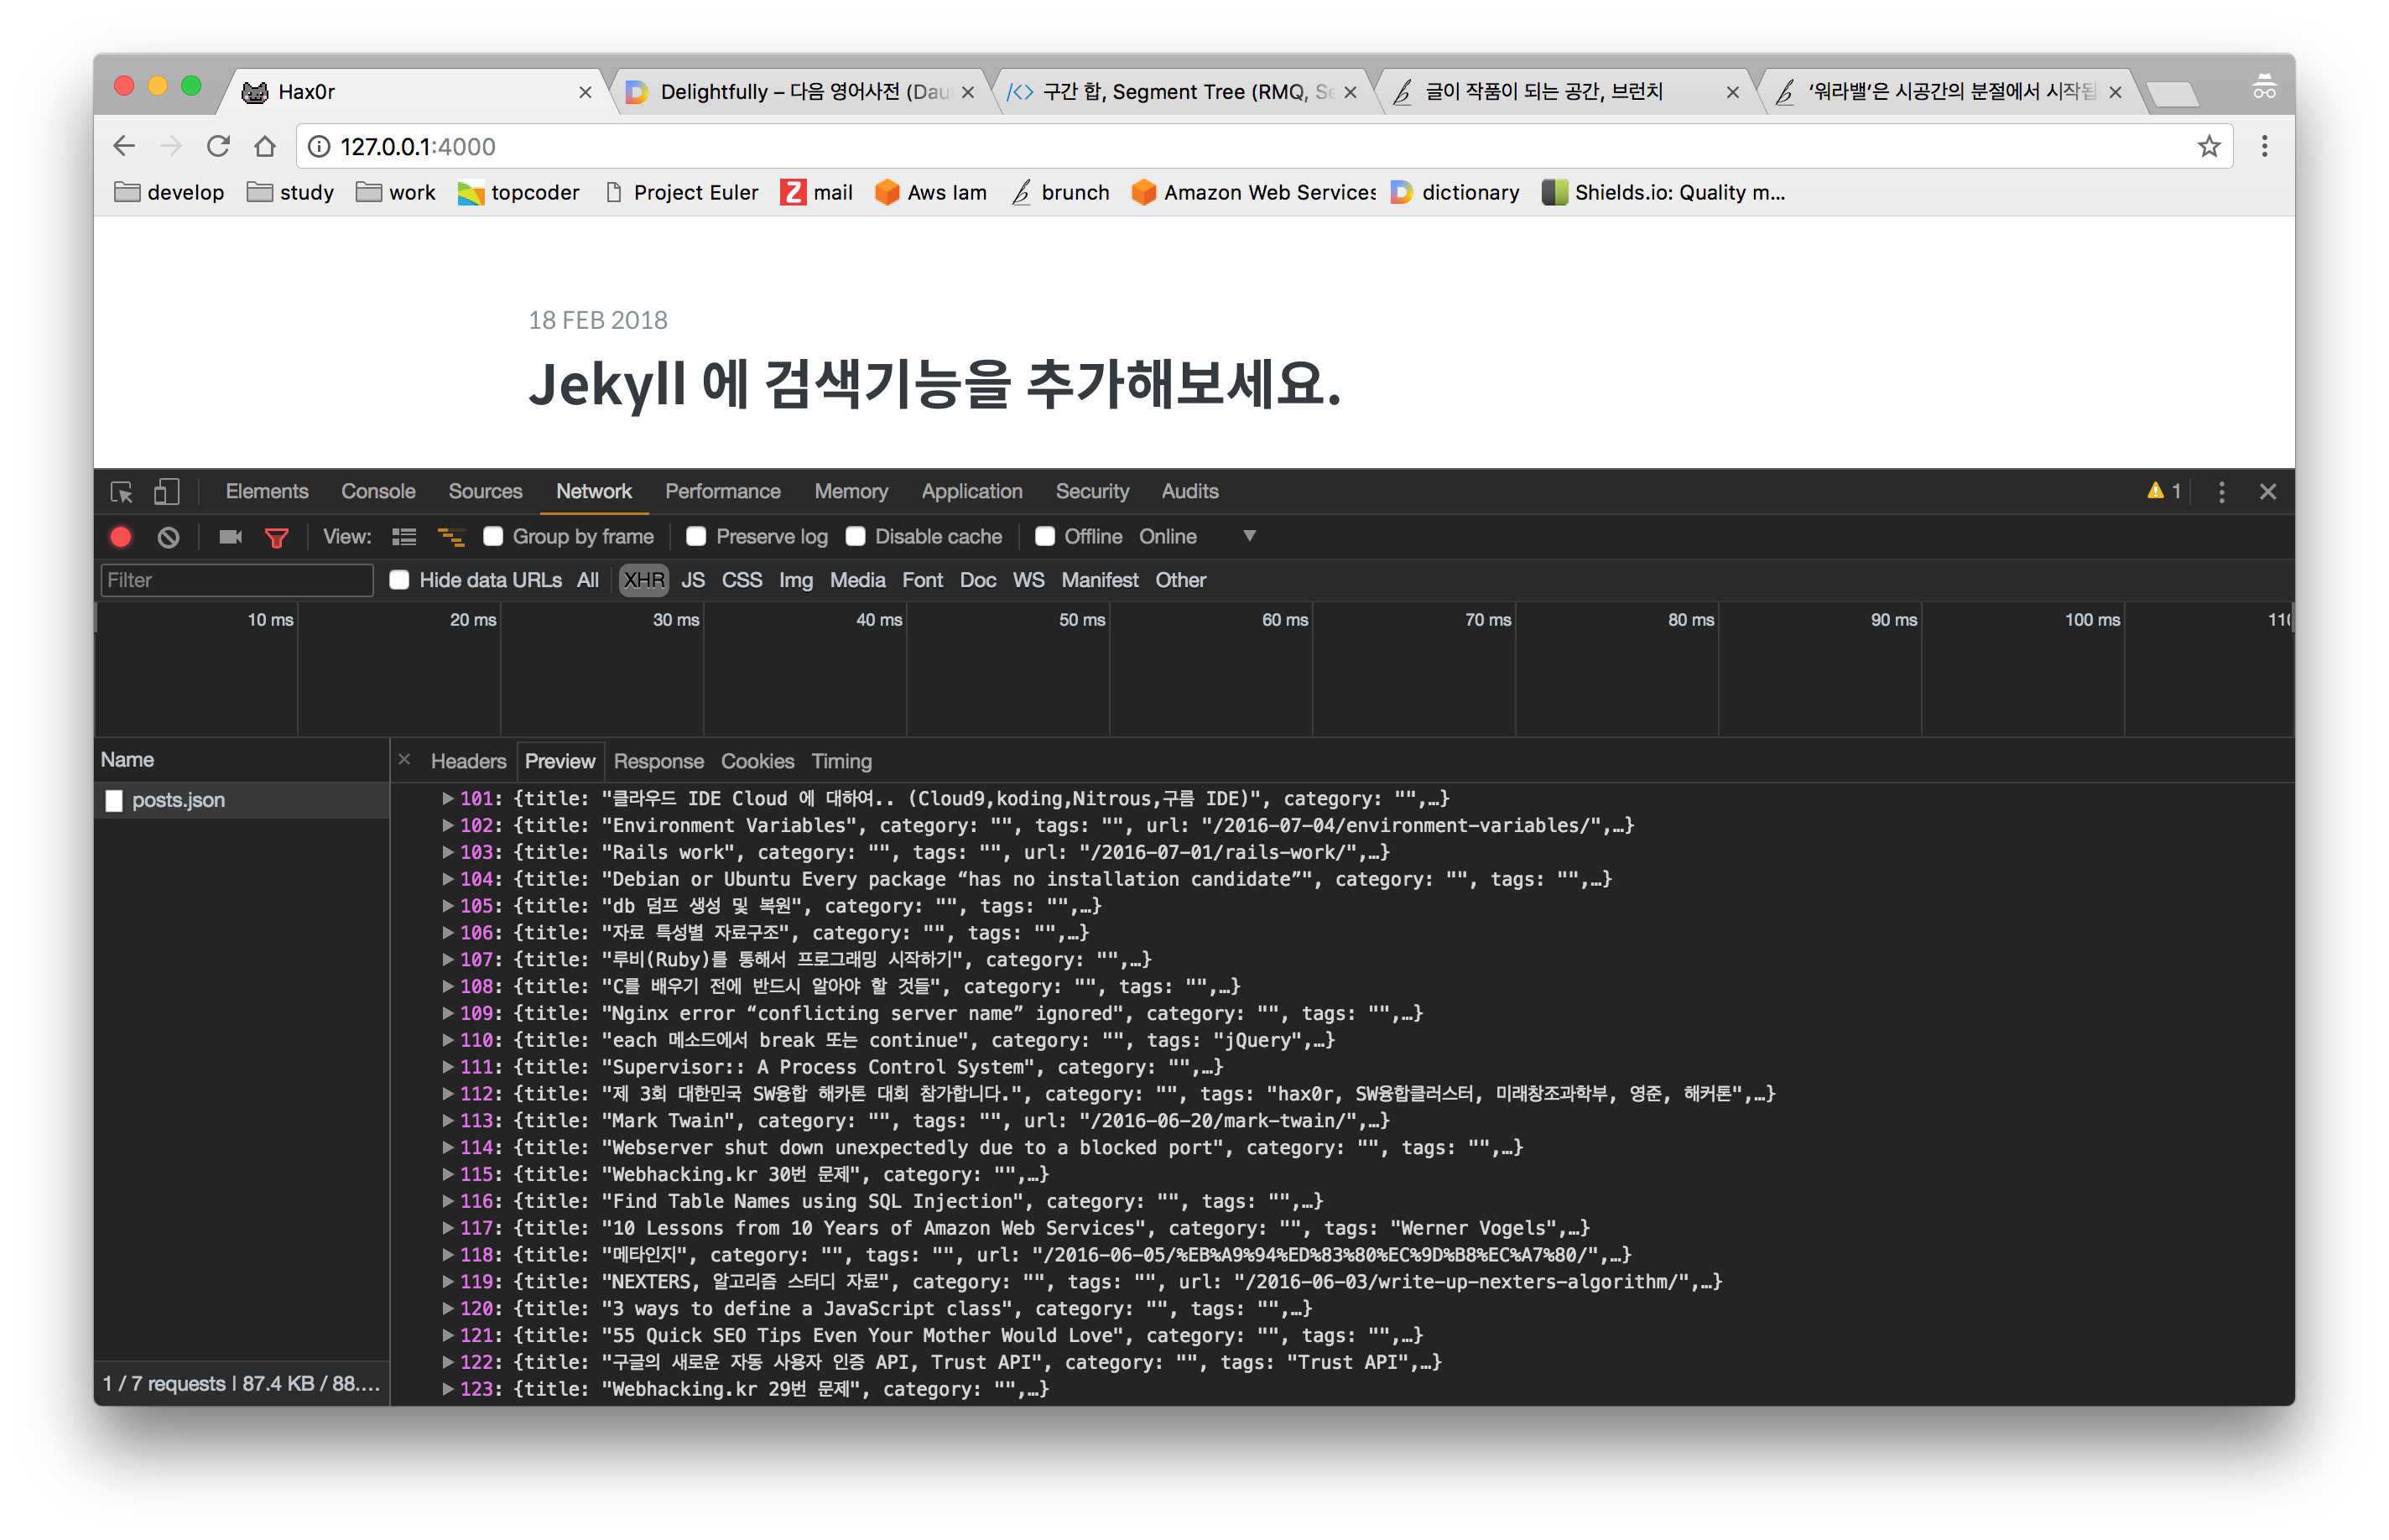 Hax0r
Delightfully – 다음 영어사전 (Dau
구간 합, Segment Tree (RMQ, Se
글이 작품이 되는 공간, 브런치
‘워라밸’은 시공간의 분절에서 시작됩
127.0.0.1:4000
develop study work topcoder Project Euler mail Aws Iam brunch Amazon Web Services dictionary Shields.io: Quality m...
18 FEB 2018
Jekyll 에 검색기능을 추가해보세요.
Elements Console Sources Network Performance Memory Application Security Audits 1
View: Group by frame Preserve log Disable cache Offline Online
Filter Hide data URLs All XHR JS CSS Img Media Font Doc WS Manifest Other
10 ms 20 ms 30 ms 40 ms 50 ms 60 ms 70 ms 80 ms 90 ms 100 ms 110
Name
Headers Preview Response Cookies Timing
posts.json
101: {title: "클라우드 IDE Cloud 에 대하여.. (Cloud9,koding,Nitrous,구름 IDE)", category: "",…}
102: {title: "Environment Variables", category: "", tags: "", url: "/2016-07-04/environment-variables/",…}
103: {title: "Rails work", category: "", tags: "", url: "/2016-07-01/rails-work/",…}
104: {title: "Debian or Ubuntu Every package “has no installation candidate”", category: "", tags: "",…}
105: {title: "db 덤프 생성 및 복원", category: "", tags: "",…}
106: {title: "자료 특성별 자료구조", category: "", tags: "",…}
107: {title: "루비(Ruby)를 통해서 프로그래밍 시작하기", category: "",…}
108: {title: "C를 배우기 전에 반드시 알아야 할 것들", category: "", tags: "",…}
109: {title: "Nginx error “conflicting server name” ignored", category: "", tags: "",…}
110: {title: "each 메소드에서 break 또는 continue", category: "", tags: "jQuery",…}
111: {title: "Supervisor:: A Process Control System", category: "",…}
112: {title: "제 3회 대한민국 SW융합 해카톤 대회 참가합니다.", category: "", tags: "hax0r, SW융합클러스터, 미래창조과학부, 영준, 해커톤",…}
113: {title: "Mark Twain", category: "", tags: "", url: "/2016-06-20/mark-twain/",…}
114: {title: "Webserver shut down unexpectedly due to a blocked port", category: "", tags: "",…}
115: {title: "Webhacking.kr 30번 문제", category: "",…}
116: {title: "Find Table Names using SQL Injection", category: "", tags: "",…}
117: {title: "10 Lessons from 10 Years of Amazon Web Services", category: "", tags: "Werner Vogels",…}
118: {title: "메타인지", category: "", tags: "", url: "/2016-06-05/%EB%A9%94%ED%83%80%EC%9D%B8%EC%A7%80/",…}
119: {title: "NEXTERS, 알고리즘 스터디 자료", category: "", tags: "", url: "/2016-06-03/write-up-nexters-algorithm/",…}
120: {title: "3 ways to define a JavaScript class", category: "", tags: "",…}
121: {title: "55 Quick SEO Tips Even Your Mother Would Love", category: "", tags: "",…}
122: {title: "구글의 새로운 자동 사용자 인증 API, Trust API", category: "", tags: "Trust API",…}
123: {title: "Webhacking.kr 29번 문제", category: "",…}
1 / 7 requests | 87.4 KB / 88....